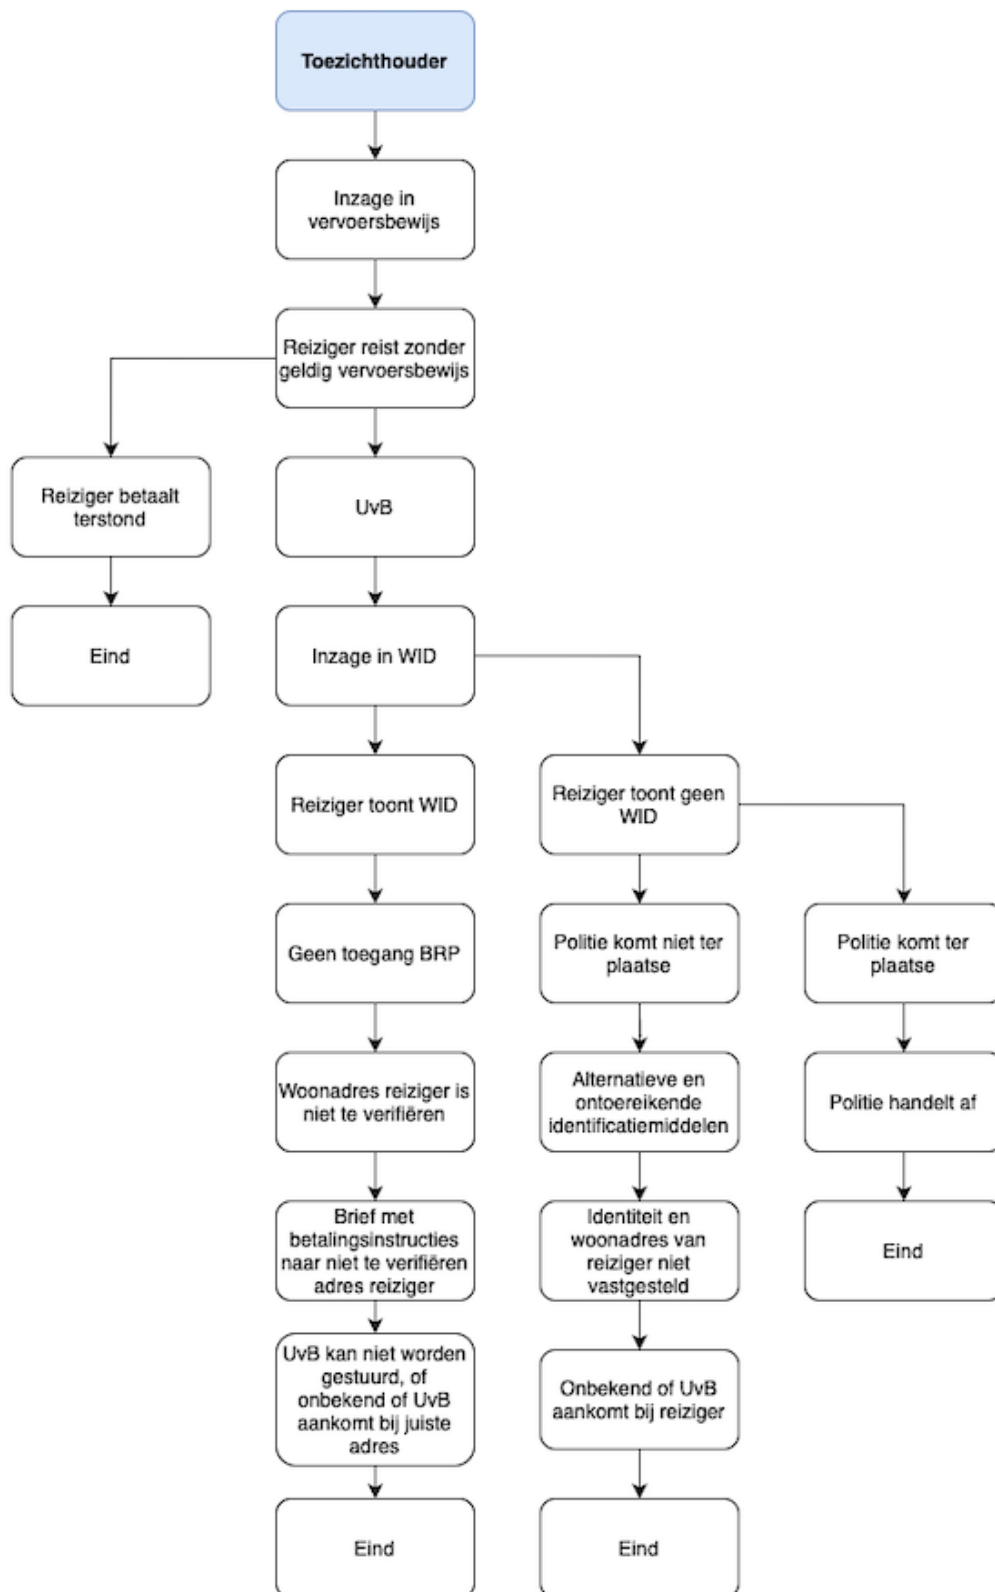 Toezichthouder
Inzage in
vervoersbewijs
Reiziger reist zonder
geldig vervoersbewijs
Reiziger betaalt
terstond
UvB
Eind
Inzage in WID
Reiziger toont WID
Reiziger toont geen
WID
Geen toegang BRP
Politie komt niet ter
plaatse
Politie komt ter
plaatse
Woonadres reiziger is
niet te verifiëren
Alternatieve en
ontoereikende
identificatiemiddelen
Politie handelt af
Brief met
betalingsinstructies
naar niet te verifiëren
adres reiziger
Identiteit en
woonadres van
reiziger niet
vastgesteld
Eind
UvB kan niet worden
gestuurd, of
onbekend of UvB
aankomt bij juiste
adres
Onbekend of UvB
aankomt bij reiziger
Eind
Eind